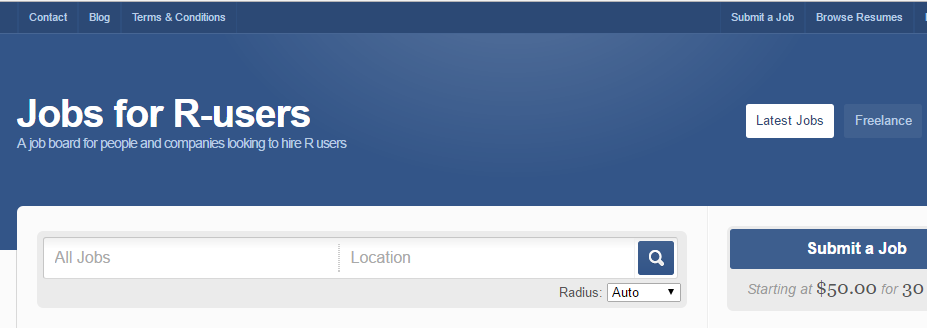 Contact Blog Terms & Conditions Submit a Job Browse Resumes
Jobs for R-users
A job board for people and companies looking to hire R users
Latest Jobs Freelance
All Jobs Location
Radius: Auto
Submit a Job
Starting at $50.00 for 30